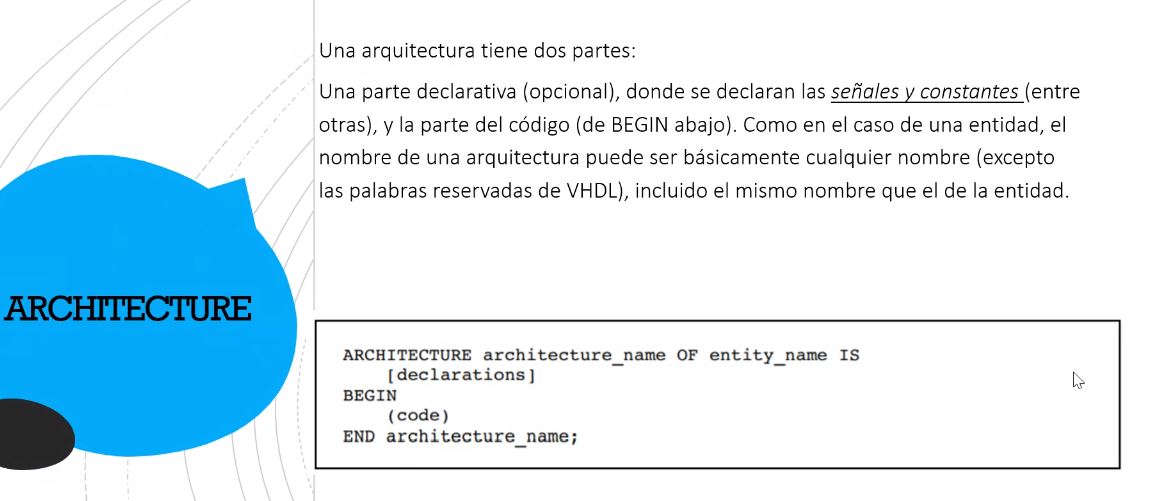 Una arquitectura tiene dos partes:
Una parte declarativa (opcional), donde se declaran las señales y constantes (entre
otras), y la parte del código (de BEGIN abajo). Como en el caso de una entidad, el
nombre de una arquitectura puede ser básicamente cualquier nombre (excepto
las palabras reservadas de VHDL), incluido el mismo nombre que el de la entidad.
ARCHITECTURE
ARCHITECTURE architecture_name OF entity_name IS
[declarations]
BEGIN
(code)
END architecture_name;